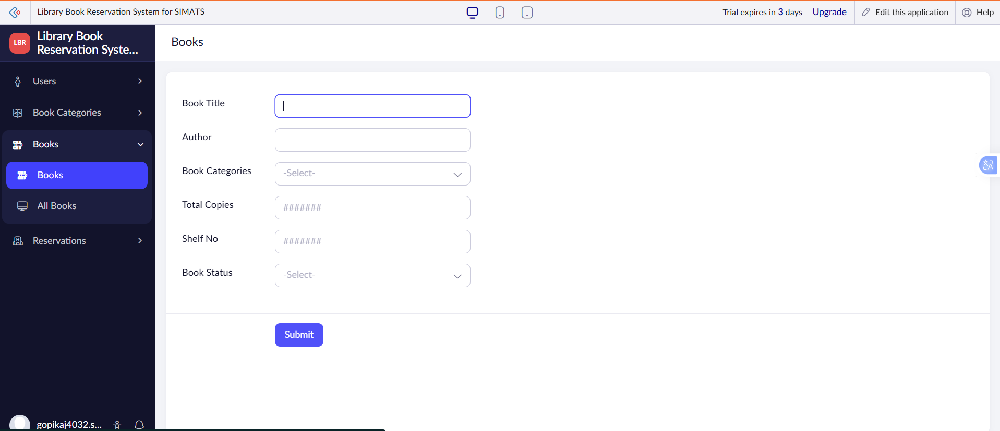 Library Book Reservation System for SIMATS
Trial expires in 3 days
Upgrade
Edit this application
Help
LBR
Library Book
Reservation Syste...
Users
Book Categories
Books
Books
All Books
Reservations
gopikaj4032.s...
Books
Book Title
Author
Book Categories
-Select-
Total Copies
#######
Shelf No
#######
Book Status
-Select-
Submit